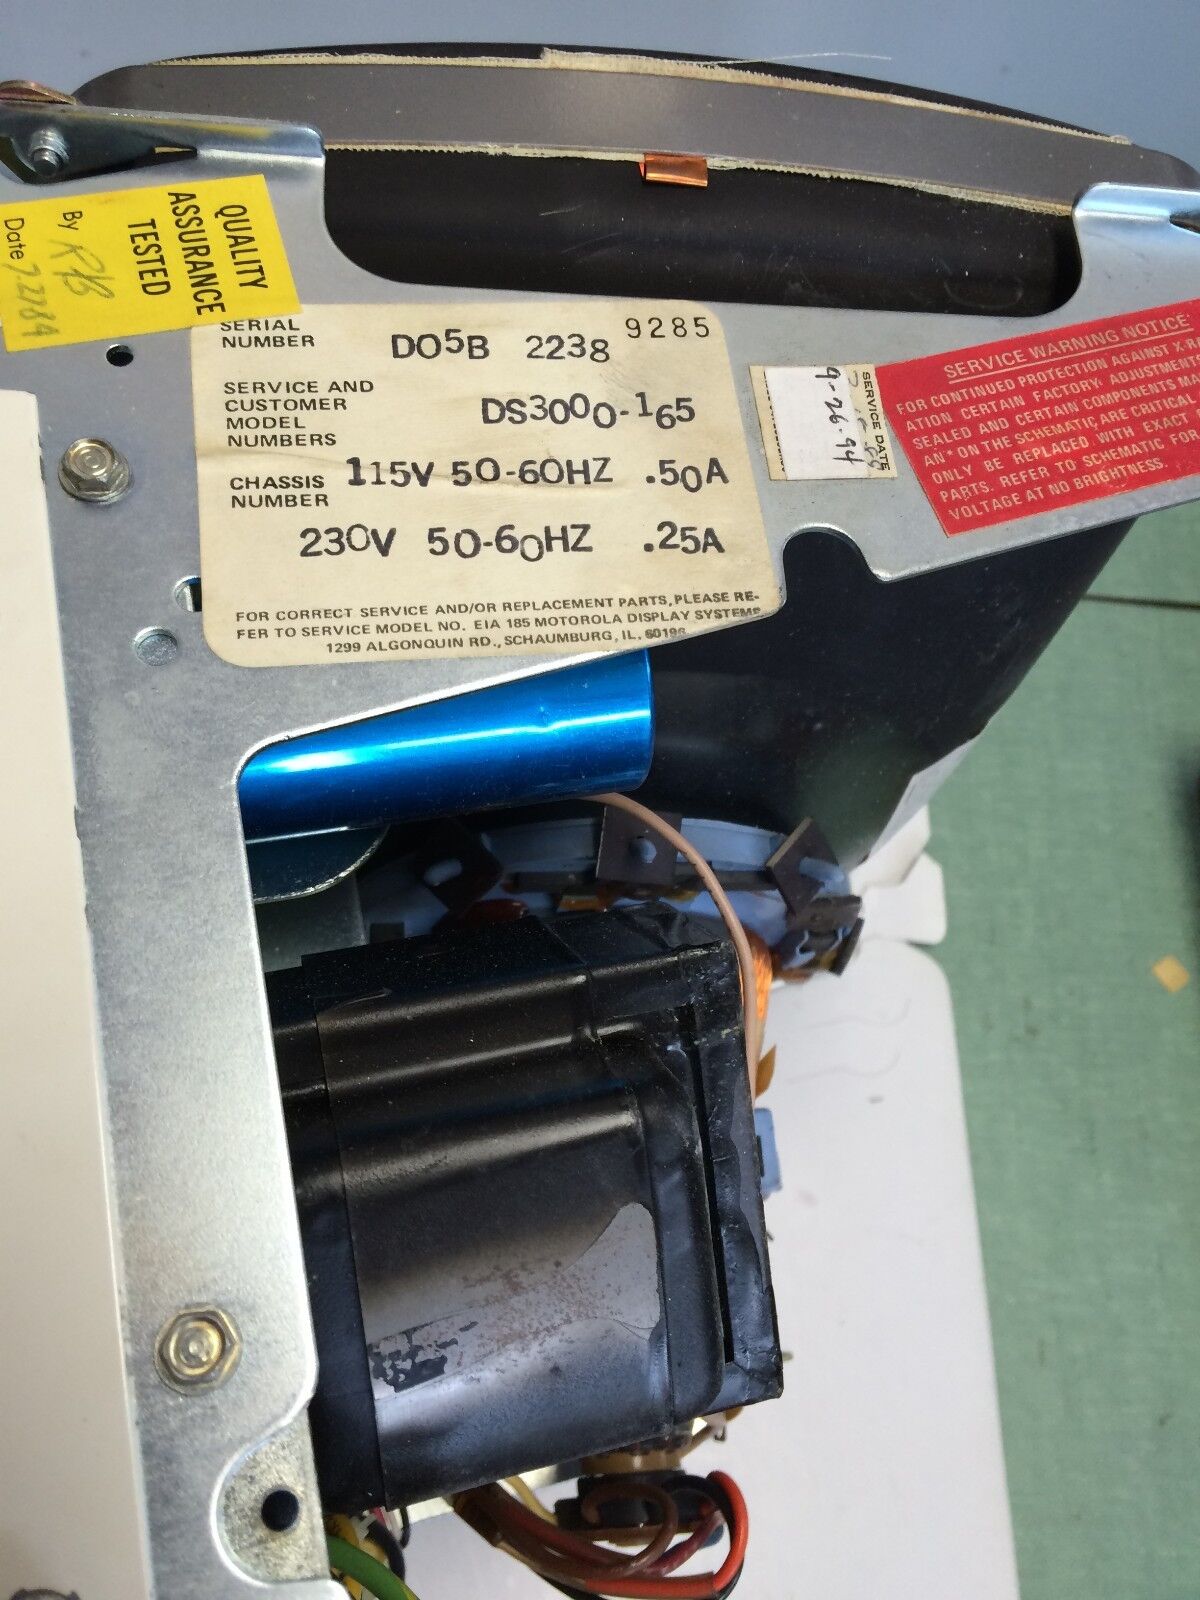 QUALITY
ASSURANCE
TESTED
By
Date 72784
SERIAL
NUMBER DO5B 2238 9285
SERVICE AND
CUSTOMER
MODEL
NUMBERS DS3000-165
CHASSIS
NUMBER 115V 50-60HZ .50A
230V 50-60HZ .25A
FOR CORRECT SERVICE AND/OR REPLACEMENT PARTS, PLEASE RE-
FER TO SERVICE MODEL NO. EIA 185 MOTOROLA DISPLAY SYSTEMS
1299 ALGONQUIN RD., SCHAUMBURG, IL. 60196
SERVICE DATE
9-26-94
SERVICE WARNING NOTICE
FOR CONTINUED PROTECTION AGAINST X-RA
ATION CERTAIN FACTORY ADJUSTMENTS
SEALED AND CERTAIN COMPONENTS MA
AN* ON THE SCHEMATIC, ARE CRITICAL
ONLY BE REPLACED WITH EXACT
PARTS. REFER TO SCHEMATIC FOR
VOLTAGE AT NO BRIGHTNESS.